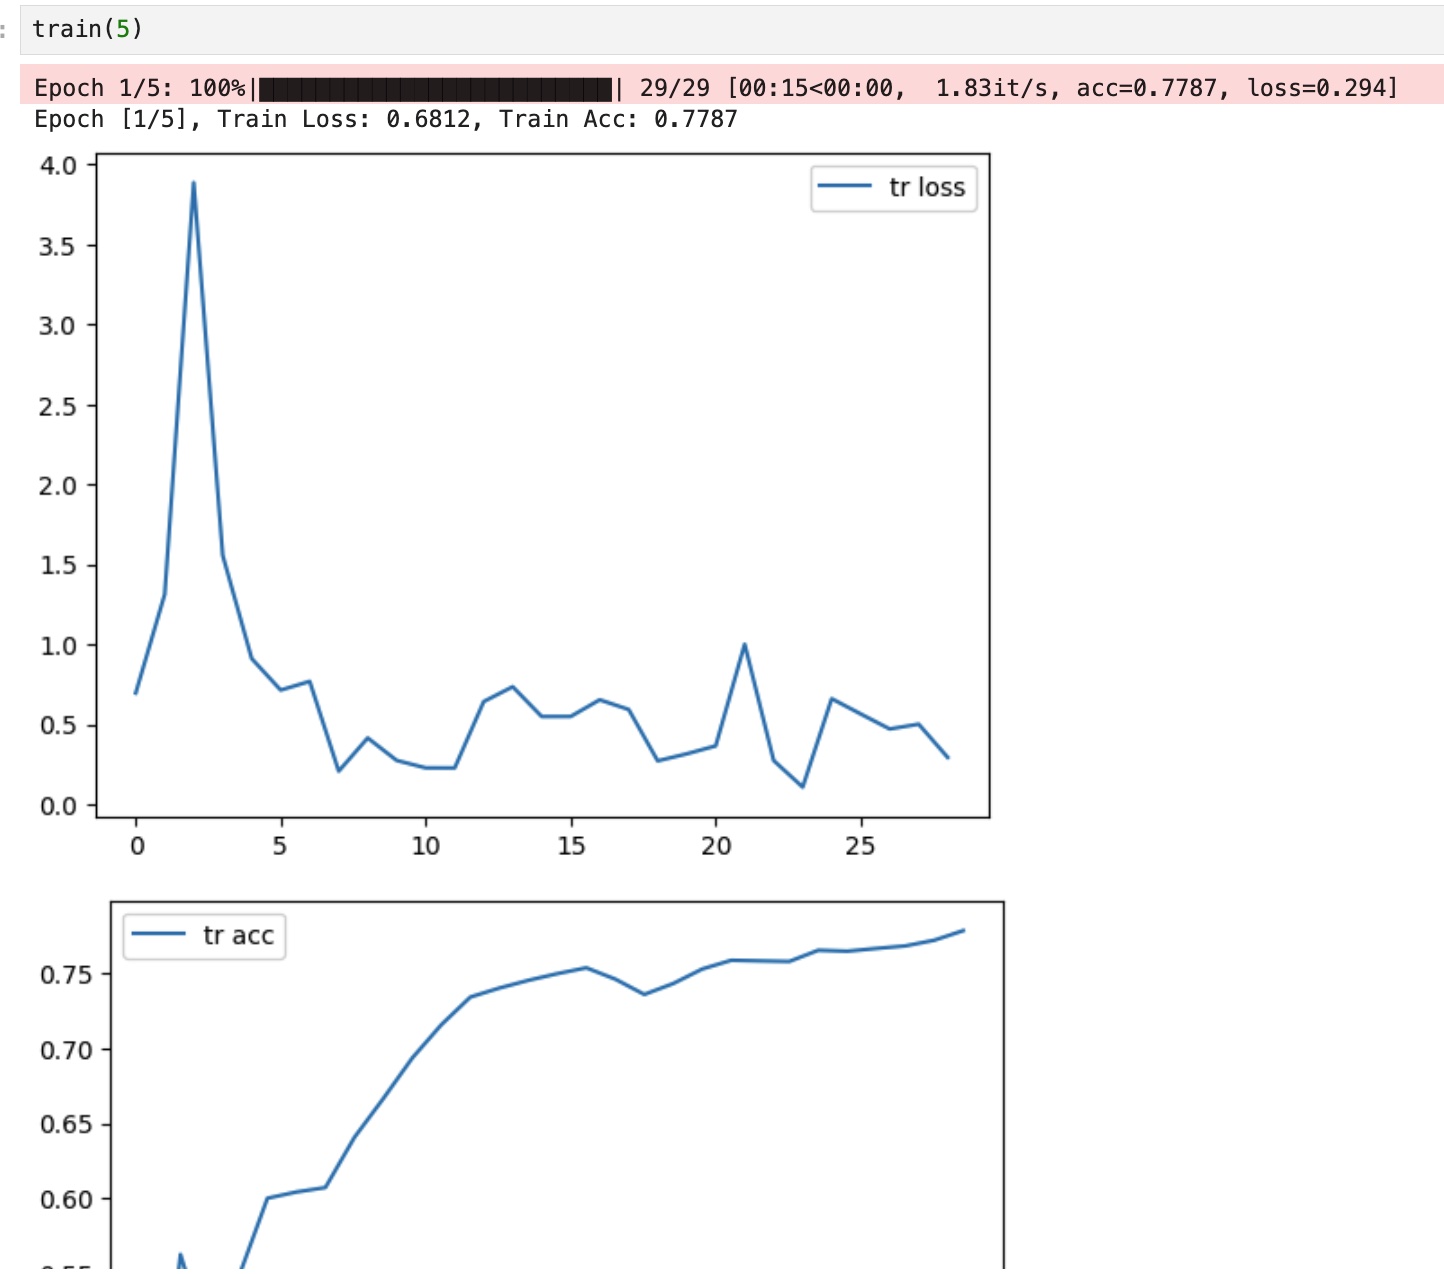 train(5)
Epoch 1/5: 100%|██████████| 29/29 [00:15<00:00,  1.83it/s, acc=0.7787, loss=0.294]
Epoch [1/5], Train Loss: 0.6812, Train Acc: 0.7787
4.0
tr loss
3.5
3.0
2.5
2.0
1.5
1.0
0.5
0.0
0 5 10 15 20 25
tr acc
0.75
0.70
0.65
0.60